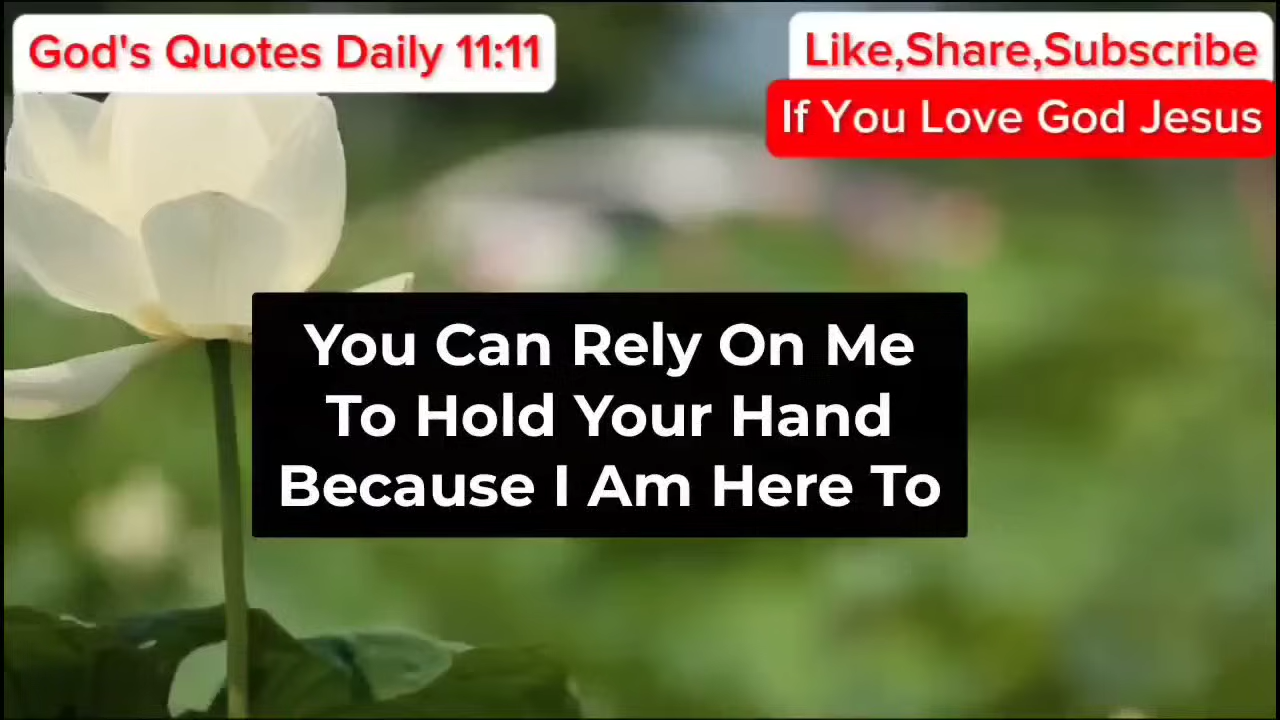 God's Quotes Daily 11:11
Like,Share,Subscribe
If You Love God Jesus
You Can Rely On Me
To Hold Your Hand
Because I Am Here To